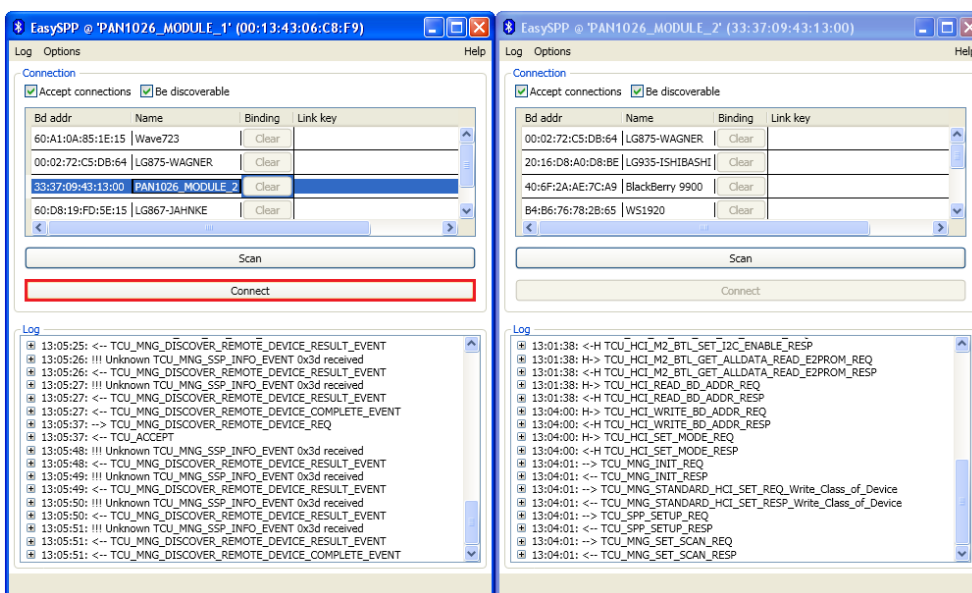 EasySPP @ 'PAN1026_MODULE_1' (00:13:43:06:C8:F9)
Log Options Help
Connection
Accept connections Be discoverable
Bd addr Name Binding Link key
60:A1:0A:85:1E:15 Wave723 Clear
00:02:72:C5:DB:64 LG875-WAGNER Clear
33:37:09:43:13:00 PAN1026_MODULE_2 Clear
60:D8:19:FD:5E:15 LG867-JAHNKE Clear
Scan
Connect
Log
13:05:25: <-- TCU_MNG_DISCOVER_REMOTE_DEVICE_RESULT_EVENT
13:05:26: !!! Unknown TCU_MNG_SSP_INFO_EVENT 0x3d received
13:05:26: <-- TCU_MNG_DISCOVER_REMOTE_DEVICE_RESULT_EVENT
13:05:27: !!! Unknown TCU_MNG_SSP_INFO_EVENT 0x3d received
13:05:27: <-- TCU_MNG_DISCOVER_REMOTE_DEVICE_RESULT_EVENT
13:05:27: <-- TCU_MNG_DISCOVER_REMOTE_DEVICE_COMPLETE_EVENT
13:05:37: --> TCU_MNG_DISCOVER_REMOTE_DEVICE_REQ
13:05:37: <-- TCU_ACCEPT
13:05:48: !!! Unknown TCU_MNG_SSP_INFO_EVENT 0x3d received
13:05:48: <-- TCU_MNG_DISCOVER_REMOTE_DEVICE_RESULT_EVENT
13:05:49: !!! Unknown TCU_MNG_SSP_INFO_EVENT 0x3d received
13:05:49: <-- TCU_MNG_DISCOVER_REMOTE_DEVICE_RESULT_EVENT
13:05:50: !!! Unknown TCU_MNG_SSP_INFO_EVENT 0x3d received
13:05:50: <-- TCU_MNG_DISCOVER_REMOTE_DEVICE_RESULT_EVENT
13:05:51: !!! Unknown TCU_MNG_SSP_INFO_EVENT 0x3d received
13:05:51: <-- TCU_MNG_DISCOVER_REMOTE_DEVICE_RESULT_EVENT
13:05:51: <-- TCU_MNG_DISCOVER_REMOTE_DEVICE_COMPLETE_EVENT
EasySPP @ 'PAN1026_MODULE_2' (33:37:09:43:13:00)
Log Options Help
Connection
Accept connections Be discoverable
Bd addr Name Binding Link key
00:02:72:C5:DB:64 LG875-WAGNER Clear
20:16:D8:A0:D8:BE LG935-ISHIBASHI Clear
40:6F:2A:AE:7C:A9 BlackBerry 9900 Clear
B4:B6:76:78:2B:65 WS1920 Clear
Scan
Connect
Log
13:01:38: <-H TCU_HCI_M2_BTL_SET_I2C_ENABLE_RESP
13:01:38: H-> TCU_HCI_M2_BTL_GET_ALLDATA_READ_E2PROM_REQ
13:01:38: <-H TCU_HCI_M2_BTL_GET_ALLDATA_READ_E2PROM_RESP
13:01:38: H-> TCU_HCI_READ_BD_ADDR_REQ
13:01:38: <-H TCU_HCI_READ_BD_ADDR_RESP
13:04:00: H-> TCU_HCI_WRITE_BD_ADDR_REQ
13:04:00: <-H TCU_HCI_WRITE_BD_ADDR_RESP
13:04:00: H-> TCU_HCI_SET_MODE_REQ
13:04:00: <-H TCU_HCI_SET_MODE_RESP
13:04:01: --> TCU_MNG_INIT_REQ
13:04:01: <-- TCU_MNG_INIT_RESP
13:04:01: --> TCU_MNG_STANDARD_HCI_SET_REQ_Write_Class_of_Device
13:04:01: <-- TCU_MNG_STANDARD_HCI_SET_RESP_Write_Class_of_Device
13:04:01: --> TCU_SPP_SETUP_REQ
13:04:01: <-- TCU_SPP_SETUP_RESP
13:04:01: --> TCU_MNG_SET_SCAN_REQ
13:04:01: <-- TCU_MNG_SET_SCAN_RESP